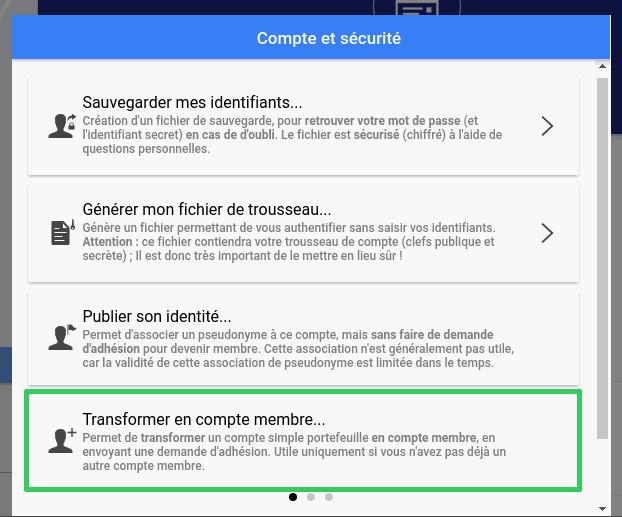 Compte et sécurité
Sauvegarder mes identifiants...
Création d'un fichier de sauvegarde, pour retrouver votre mot de passe (et
l'identifiant secret) en cas de d'oubli. Le fichier est sécurisé (chiffré) à l'aide de
questions personnelles.
Générer mon fichier de trousseau...
Génère un fichier permettant de vous authentifier sans saisir vos identifiants.
Attention : ce fichier contiendra votre trousseau de compte (clefs publique et
secrète) ; Il est donc très important de le mettre en lieu sûr !
Publier son identité...
Permet d'associer un pseudonyme à ce compte, mais sans faire de demande
d'adhésion pour devenir membre. Cette association n'est généralement pas utile,
car la validité de cette association de pseudonyme est limitée dans le temps.
Transformer en compte membre...
Permet de transformer un compte simple portefeuille en compte membre, en
envoyant une demande d'adhésion. Utile uniquement si vous n'avez pas déjà un
autre compte membre.